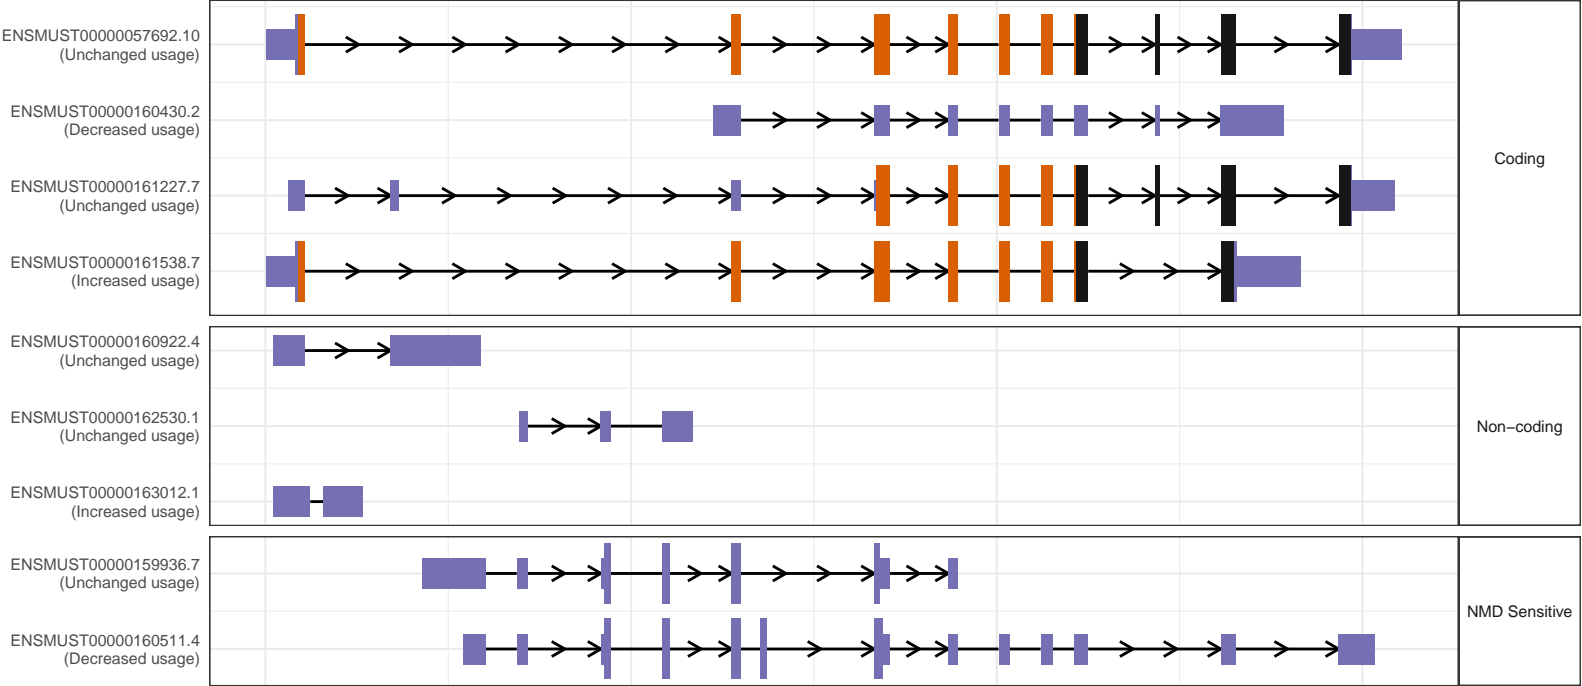 ENSMUST00000057692.10
(Unchanged usage)
ENSMUST00000160430.2
(Decreased usage)
ENSMUST00000161227.7
(Unchanged usage)
ENSMUST00000161538.7
(Increased usage)
Coding
ENSMUST00000160922.4
(Unchanged usage)
ENSMUST00000162530.1
(Unchanged usage)
ENSMUST00000163012.1
(Increased usage)
Non−coding
ENSMUST00000159936.7
(Unchanged usage)
ENSMUST00000160511.4
(Decreased usage)
NMD Sensitive